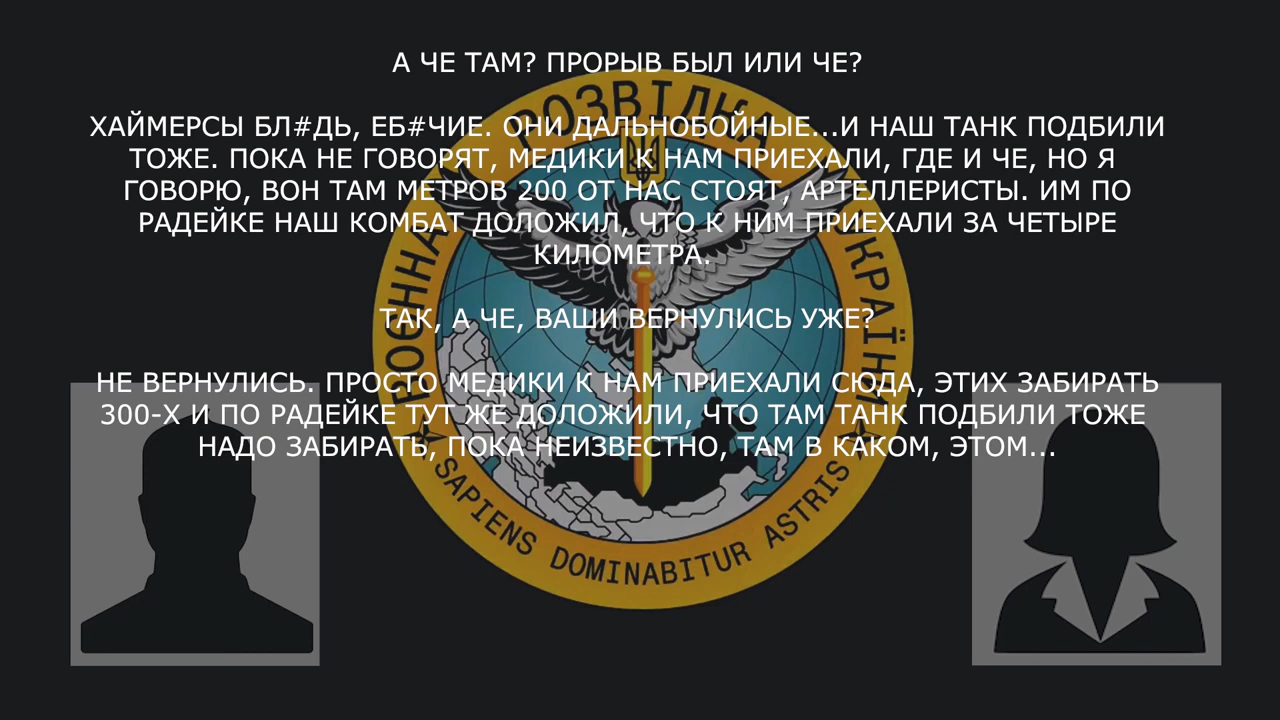 А ЧЕ ТАМ? ПРОРЫВ БЫЛ ИЛИ ЧЕ?
ХАЙМЕРСЫ БЛ#ДЬ, ЕБ#ЧИЕ. ОНИ ДАЛЬНОБОЙНЫЕ...И НАШ ТАНК ПОДБИЛИ
ТОЖЕ. ПОКА НЕ ГОВОРЯТ, МЕДИКИ К НАМ ПРИЕХАЛИ, ГДЕ И ЧЕ, НО Я
ГОВОРЮ, ВОН ТАМ МЕТРОВ 200 ОТ НАС СТОЯТ, АРТЕЛЛЕРИСТЫ. ИМ ПО
РАДЕЙКЕ НАШ КОМБАТ ДОЛОЖИЛ, ЧТО К НИМ ПРИЕХАЛИ ЗА ЧЕТЫРЕ
КИЛОМЕТРА.
ТАК, А ЧЕ, ВАШИ ВЕРНУЛИСЬ УЖЕ?
НЕ ВЕРНУЛИСЬ. ПРОСТО МЕДИКИ К НАМ ПРИЕХАЛИ СЮДА, ЭТИХ ЗАБИРАТЬ
300-Х И ПО РАДЕЙКЕ ТУТ ЖЕ ДОЛОЖИЛИ, ЧТО ТАМ ТАНК ПОДБИЛИ ТОЖЕ
НАДО ЗАБИРАТЬ, ПОКА НЕИЗВЕСТНО, ТАМ В КАКОМ, ЭТОМ...
ВОЄННА РОЗВІДКА УКРАЇНИ
SAPIENS DOMINABITUR ASTRIS